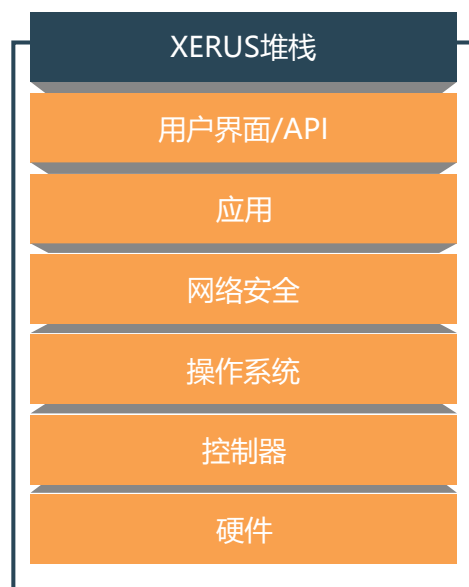 XERUS堆栈
用户界面/API
应用
网络安全
操作系统
控制器
硬件